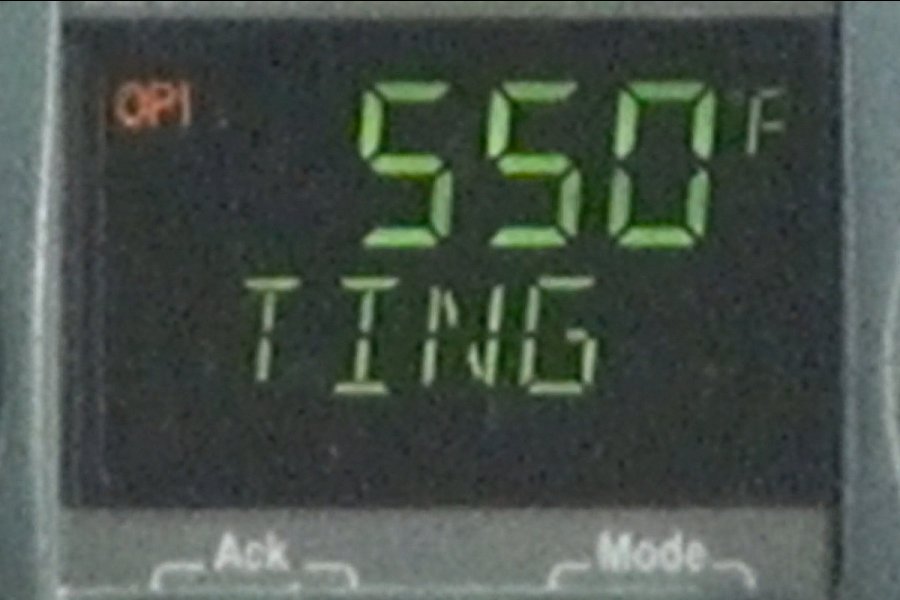 OP1 550 °F
TING
Ack Mode